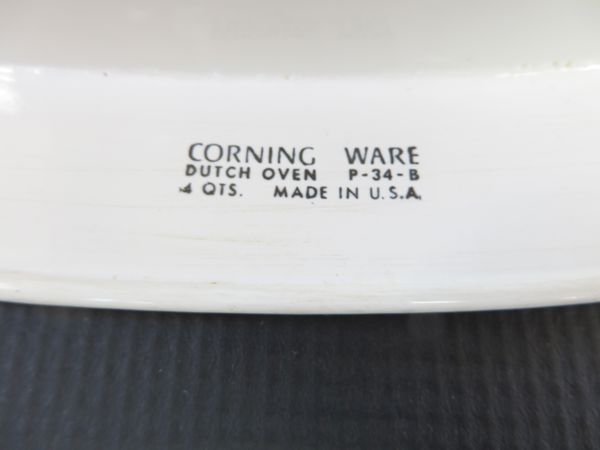 CORNING WARE
DUTCH OVEN P-34-B
4 QTS. MADE IN U.S.A.